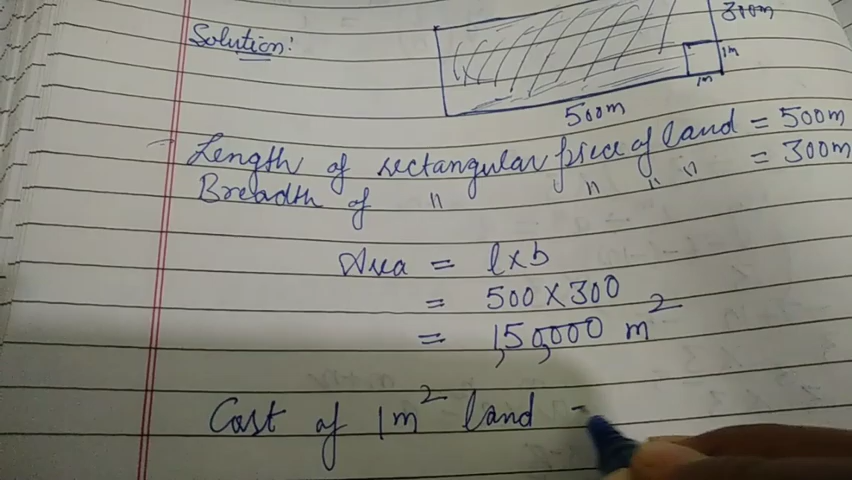 Solution:
300m
1m
1m
500m
Length of rectangular piece of land = 500m
Breadth of " " " " = 300m
Area = l×b
= 500 × 300
= 1,50,000 m²
Cost of 1m² land =